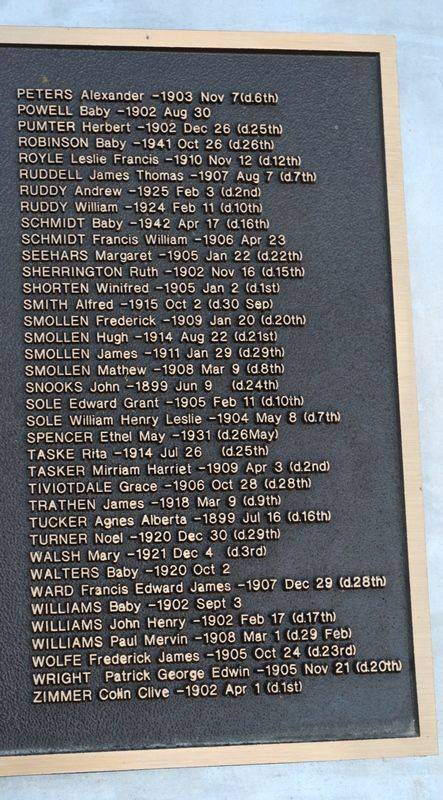 PETERS Alexander -1903 Nov 7(d.6th)
POWELL Baby -1902 Aug 30
PUMTER Herbert -1902 Dec 26 (d.25th)
ROBINSON Baby -1941 Oct 26 (d.26th)
ROYLE Leslie Francis -1910 Nov 12 (d.12th)
RUDDELL James Thomas -1907 Aug 7 (d.7th)
RUDDY Andrew -1925 Feb 3 (d.2nd)
RUDDY William -1924 Feb 11 (d.10th)
SCHMIDT Baby -1942 Apr 17 (d.16th)
SCHMIDT Francis William -1906 Apr 23
SEEHARS Margaret -1905 Jan 22 (d.22th)
SHERRINGTON Ruth -1902 Nov 16 (d.15th)
SHORTEN Winifred -1905 Jan 2 (d.1st)
SMITH Alfred -1915 Oct 2 (d.30 Sep)
SMOLLEN Frederick -1909 Jan 20 (d.20th)
SMOLLEN Hugh -1914 Aug 22 (d.21st)
SMOLLEN James -1911 Jan 29 (d.29th)
SMOLLEN Mathew -1908 Mar 9 (d.8th)
SNOOKS John -1899 Jun 9 (d.24th)
SOLE Edward Grant -1905 Feb 11 (d.10th)
SOLE William Henry Leslie -1904 May 8 (d.7th)
SPENCER Ethel May -1931 (d.26May)
TASKE Rita -1914 Jul 26 (d.25th)
TASKER Mirriam Harriet -1909 Apr 3 (d.2nd)
TIVIOTDALE Grace -1906 Oct 28 (d.28th)
TRATHEN James -1918 Mar 9 (d.9th)
TUCKER Agnes Alberta -1899 Jul 16 (d.16th)
TURNER Noel -1920 Dec 30 (d.29th)
WALSH Mary -1921 Dec 4 (d.3rd)
WALTERS Baby -1920 Oct 2
WARD Francis Edward James -1907 Dec 29 (d.28th)
WILLIAMS Baby -1902 Sept 3
WILLIAMS John Henry -1902 Feb 17 (d.17th)
WILLIAMS Paul Mervin -1908 Mar 1 (d.29 Feb)
WOLFE Frederick James -1905 Oct 24 (d.23rd)
WRIGHT Patrick George Edwin -1905 Nov 21 (d.20th)
ZIMMER Colin Clive -1902 Apr 1 (d.1st)